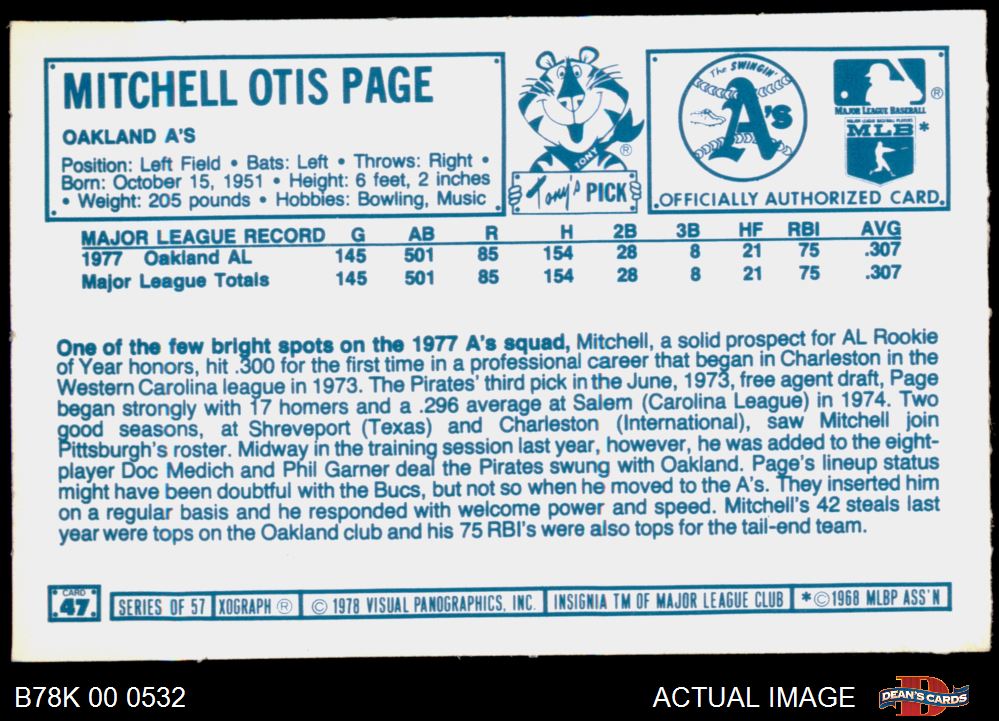 MITCHELL OTIS PAGE
OAKLAND A'S
Position: Left Field • Bats: Left • Throws: Right •
Born: October 15, 1951 • Height: 6 feet, 2 inches
• Weight: 205 pounds • Hobbies: Bowling, Music
TONY
®
Tony's PICK
The SWINGIN'
A's
®
MAJOR LEAGUE BASEBALL
MAJOR LEAGUE BASEBALL PLAYERS
MLB *
OFFICIALLY AUTHORIZED CARD
MAJOR LEAGUE RECORD G AB R H 2B 3B HF RBI AVG
1977 Oakland AL 145 501 85 154 28 8 21 75 .307
Major League Totals 145 501 85 154 28 8 21 75 .307
One of the few bright spots on the 1977 A's squad, Mitchell, a solid prospect for AL Rookie
of Year honors, hit .300 for the first time in a professional career that began in Charleston in the
Western Carolina league in 1973. The Pirates' third pick in the June, 1973, free agent draft, Page
began strongly with 17 homers and a .296 average at Salem (Carolina League) in 1974. Two
good seasons, at Shreveport (Texas) and Charleston (International), saw Mitchell join
Pittsburgh's roster. Midway in the training session last year, however, he was added to the eight-
player Doc Medich and Phil Garner deal the Pirates swung with Oakland. Page's lineup status
might have been doubtful with the Bucs, but not so when he moved to the A's. They inserted him
on a regular basis and he responded with welcome power and speed. Mitchell's 42 steals last
year were tops on the Oakland club and his 75 RBI's were also tops for the tail-end team.
CARD
47
SERIES OF 57 XOGRAPH ® © 1978 VISUAL PANOGRAPHICS, INC. INSIGNIA TM OF MAJOR LEAGUE CLUB *©1968 MLBP ASS'N
B78K 00 0532
ACTUAL IMAGE
D
DEAN'S CARDS